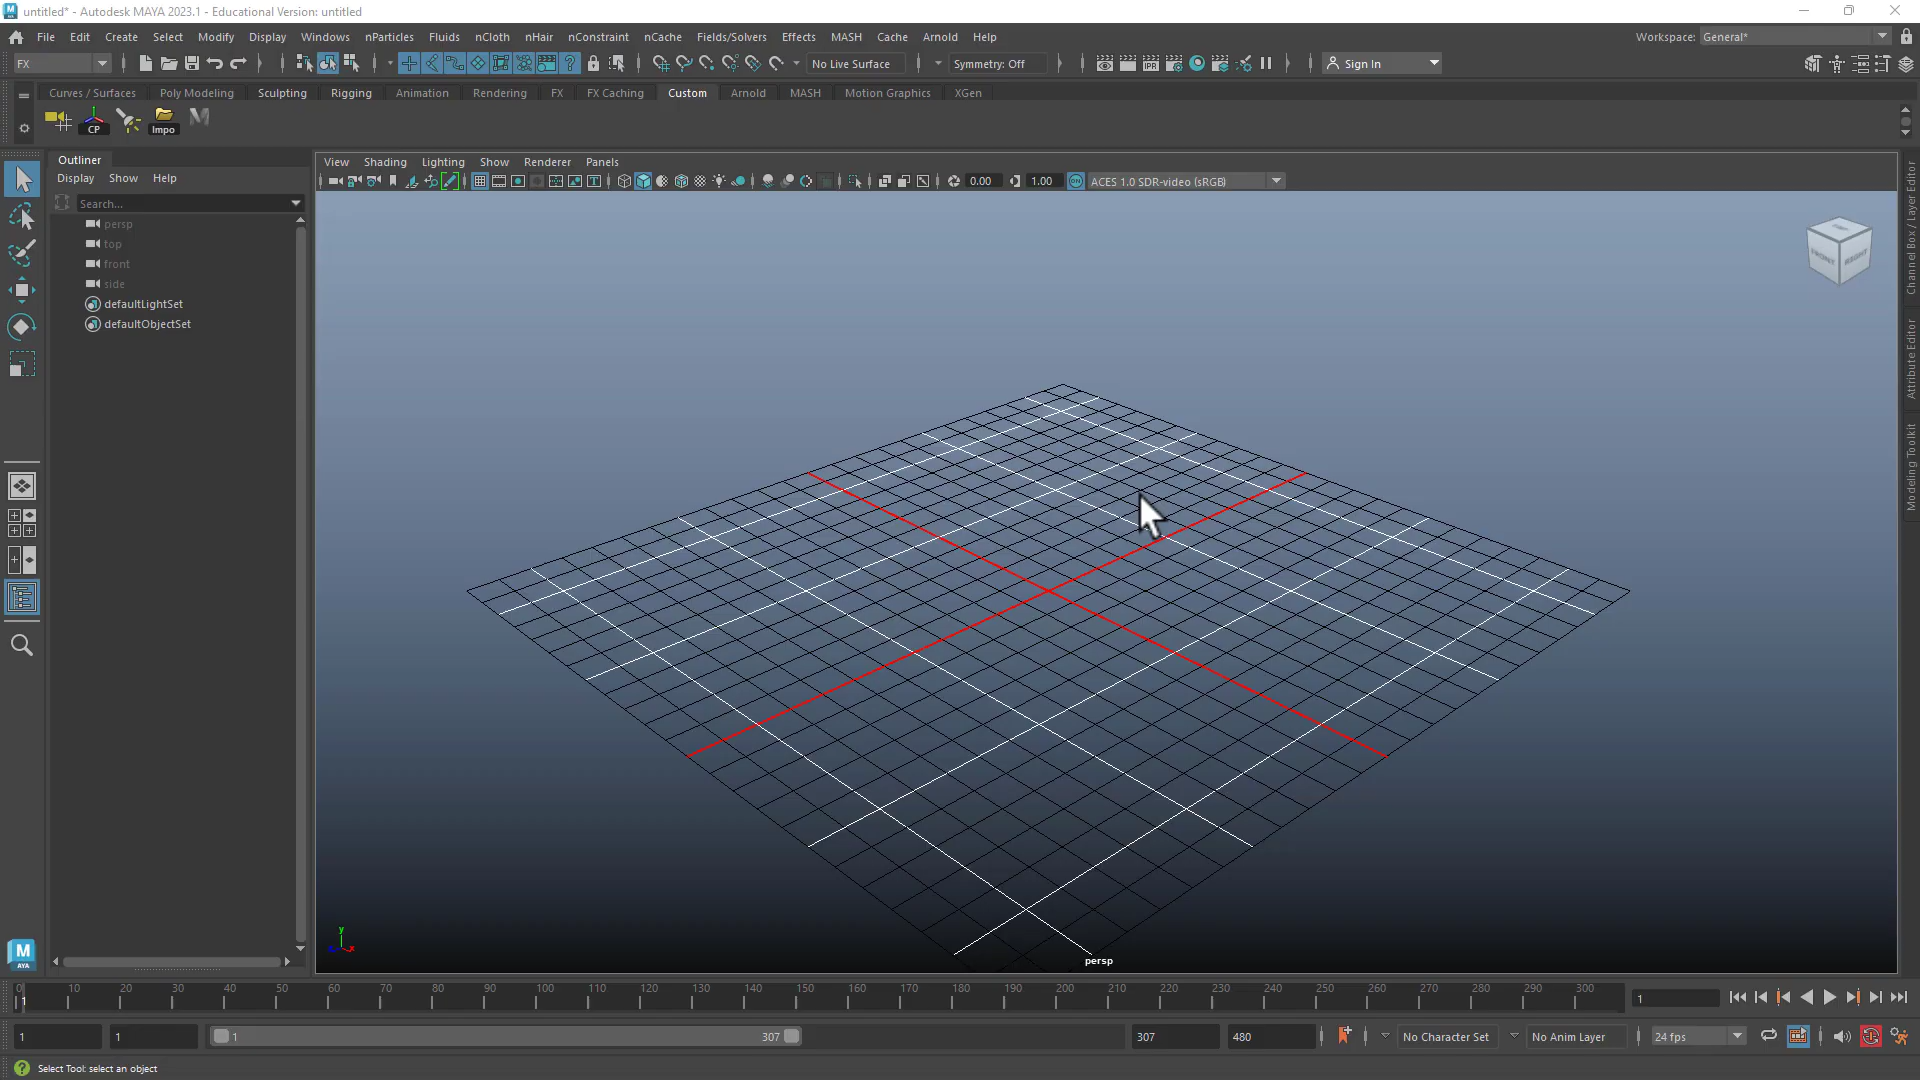 untitled* - Autodesk MAYA 2023.1 - Educational Version: untitled
File Edit Create Select Modify Display Windows nParticles Fluids nCloth nHair nConstraint nCache Fields/Solvers Effects MASH Cache Arnold Help Workspace: General*
FX No Live Surface Symmetry: Off IPR Sign In
Curves / Surfaces Poly Modeling Sculpting Rigging Animation Rendering FX FX Caching Custom Arnold MASH Motion Graphics XGen
CP Impo
Outliner
Display Show Help
Search...
persp
top
front
side
defaultLightSet
defaultObjectSet
View Shading Lighting Show Renderer Panels
0.00 1.00 ON ACES 1.0 SDR-video (sRGB)
FRONT RIGHT
Channel Box / Layer Editor
Attribute Editor
Modeling Toolkit
y
x
persp
M
AYA
0 10 20 30 40 50 60 70 80 90 100 110 120 130 140 150 160 170 180 190 200 210 220 230 240 250 260 270 280 290 300
1 1
1 1 1 307 307 480 No Character Set No Anim Layer 24 fps
Select Tool: select an object